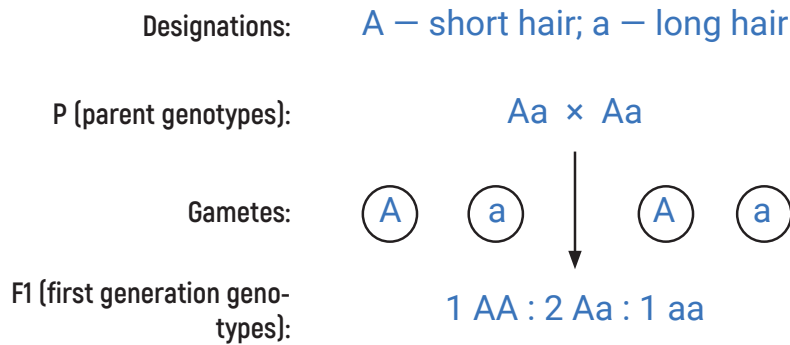 Designations: A — short hair; a — long hair
P (parent genotypes): Aa × Aa
Gametes: A a A a
F1 (first generation geno-
types): 1 AA : 2 Aa : 1 aa